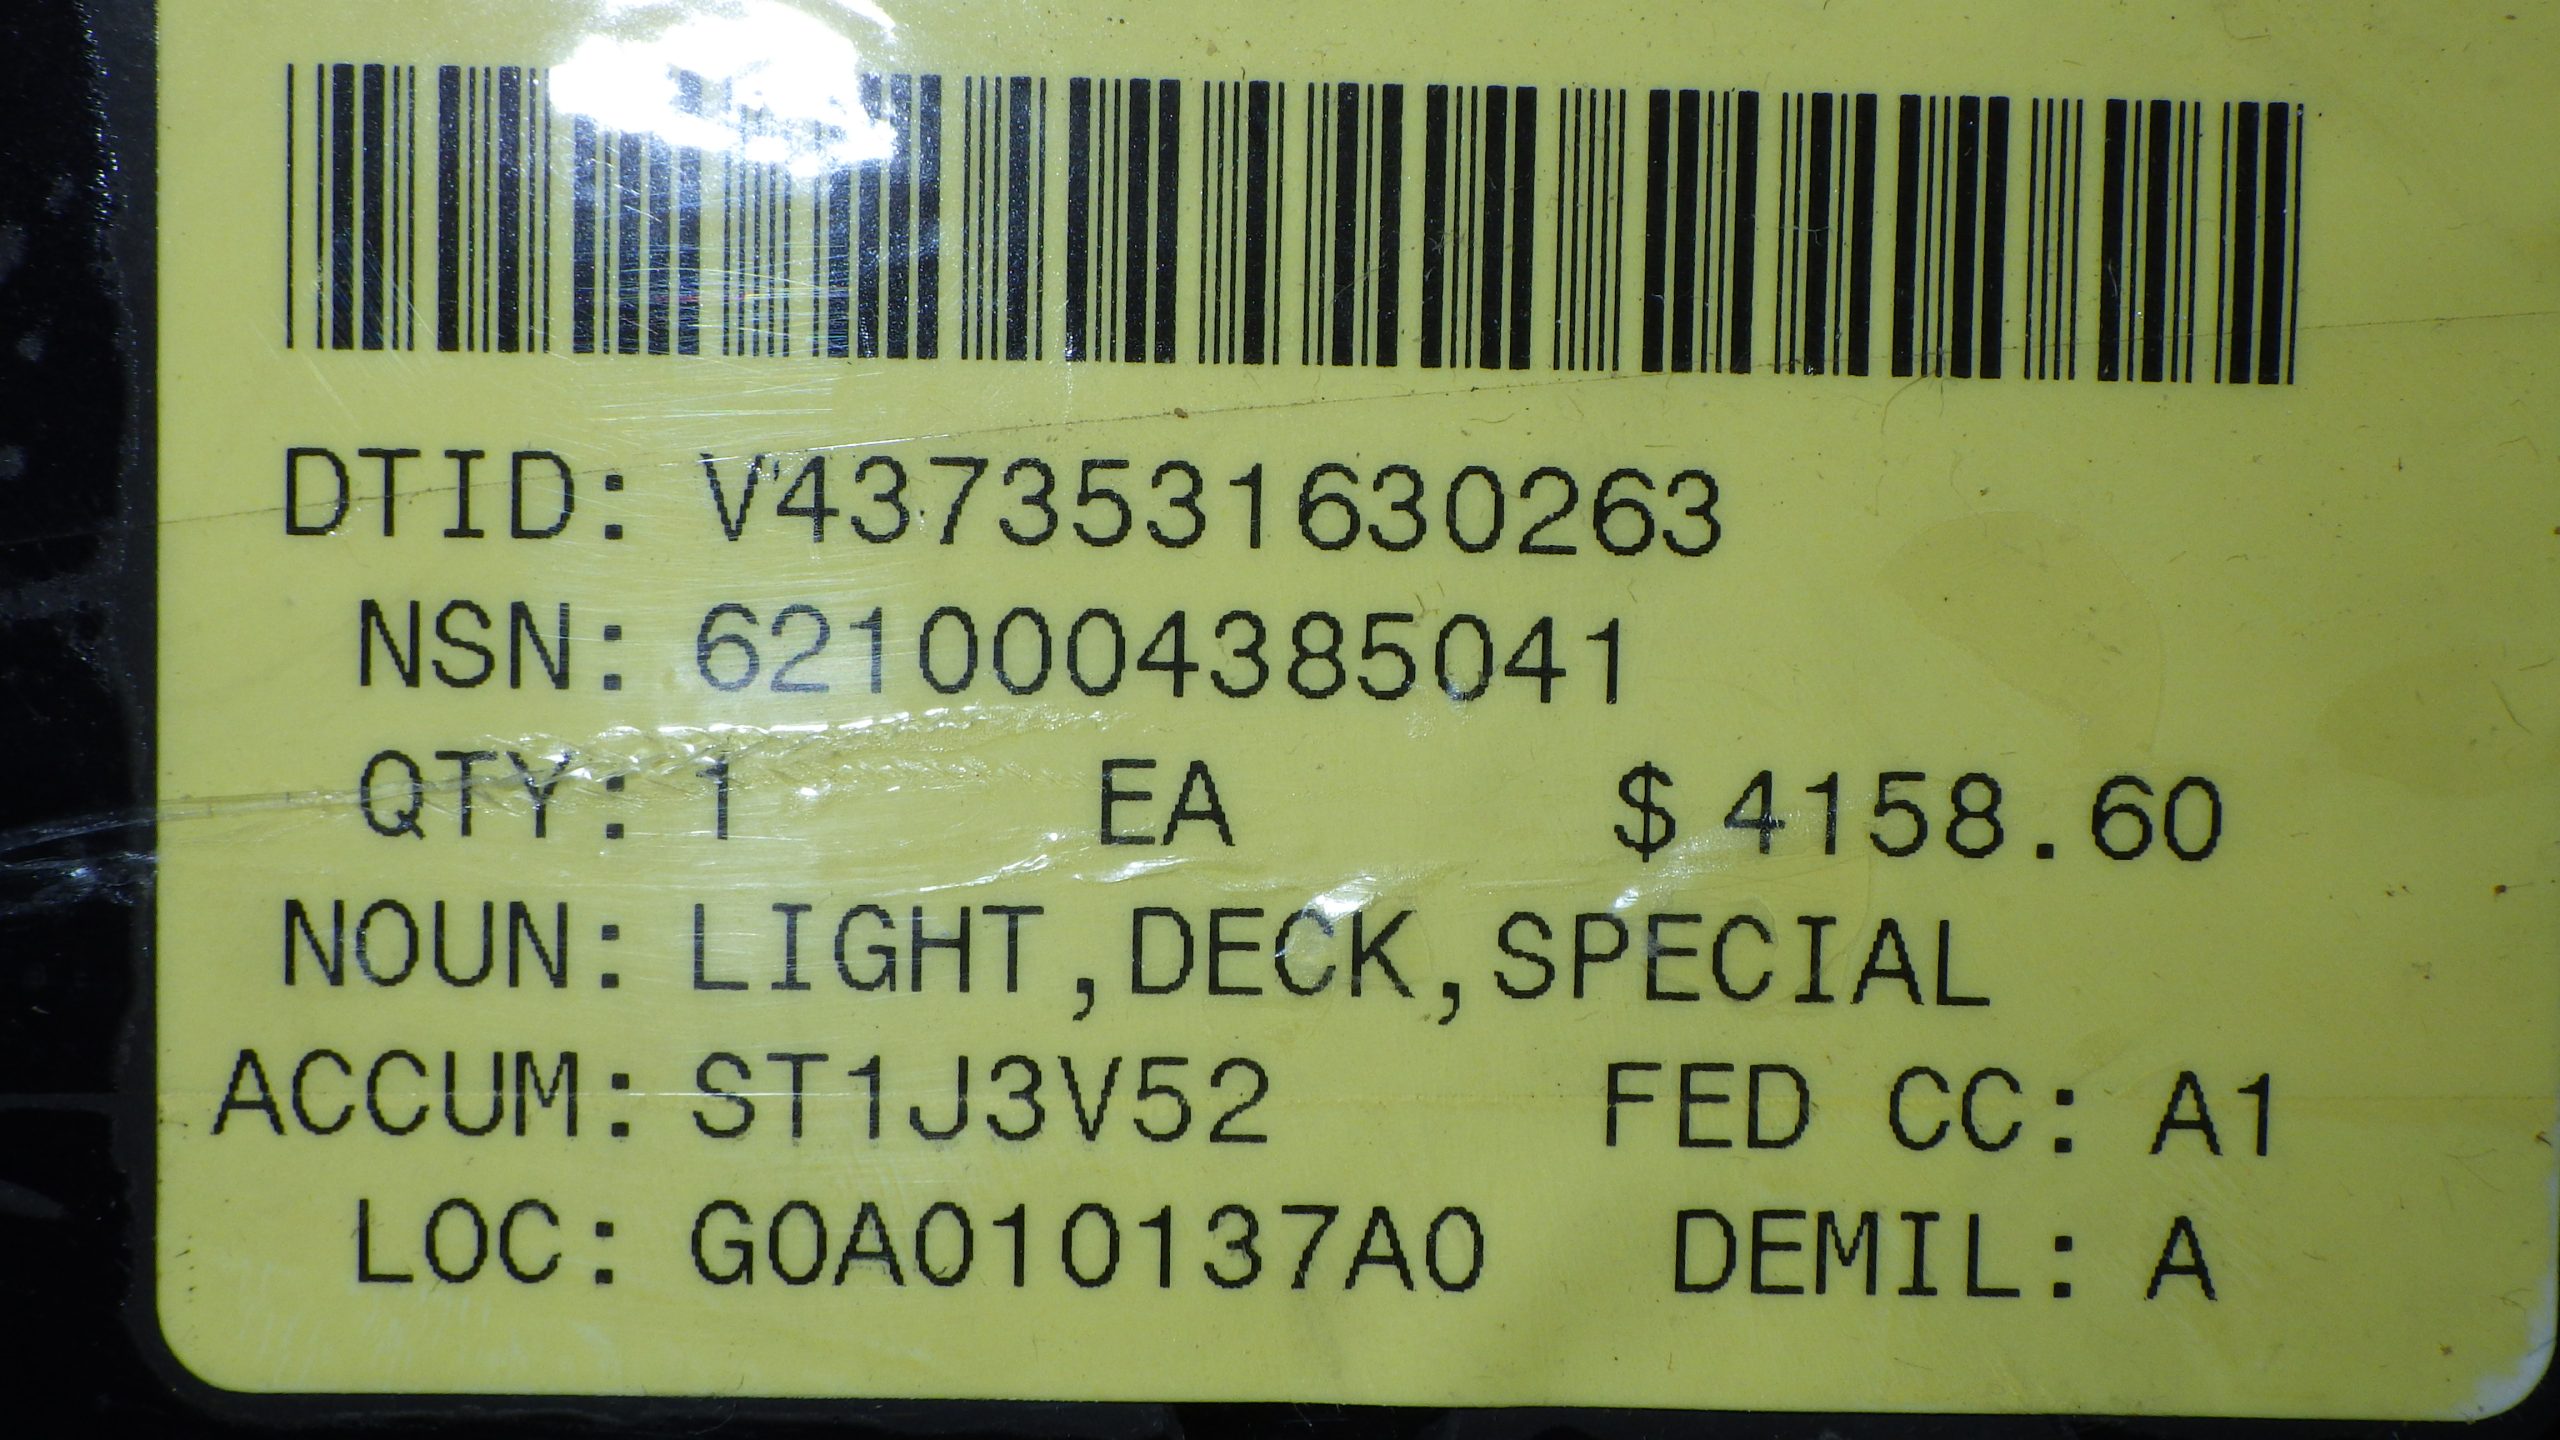 DTID: V4373531630263
NSN: 6210004385041
QTY: 1 EA $ 4158.60
NOUN: LIGHT,DECK,SPECIAL
ACCUM: ST1J3V52 FED CC: A1
LOC: G0A010137A0 DEMIL: A